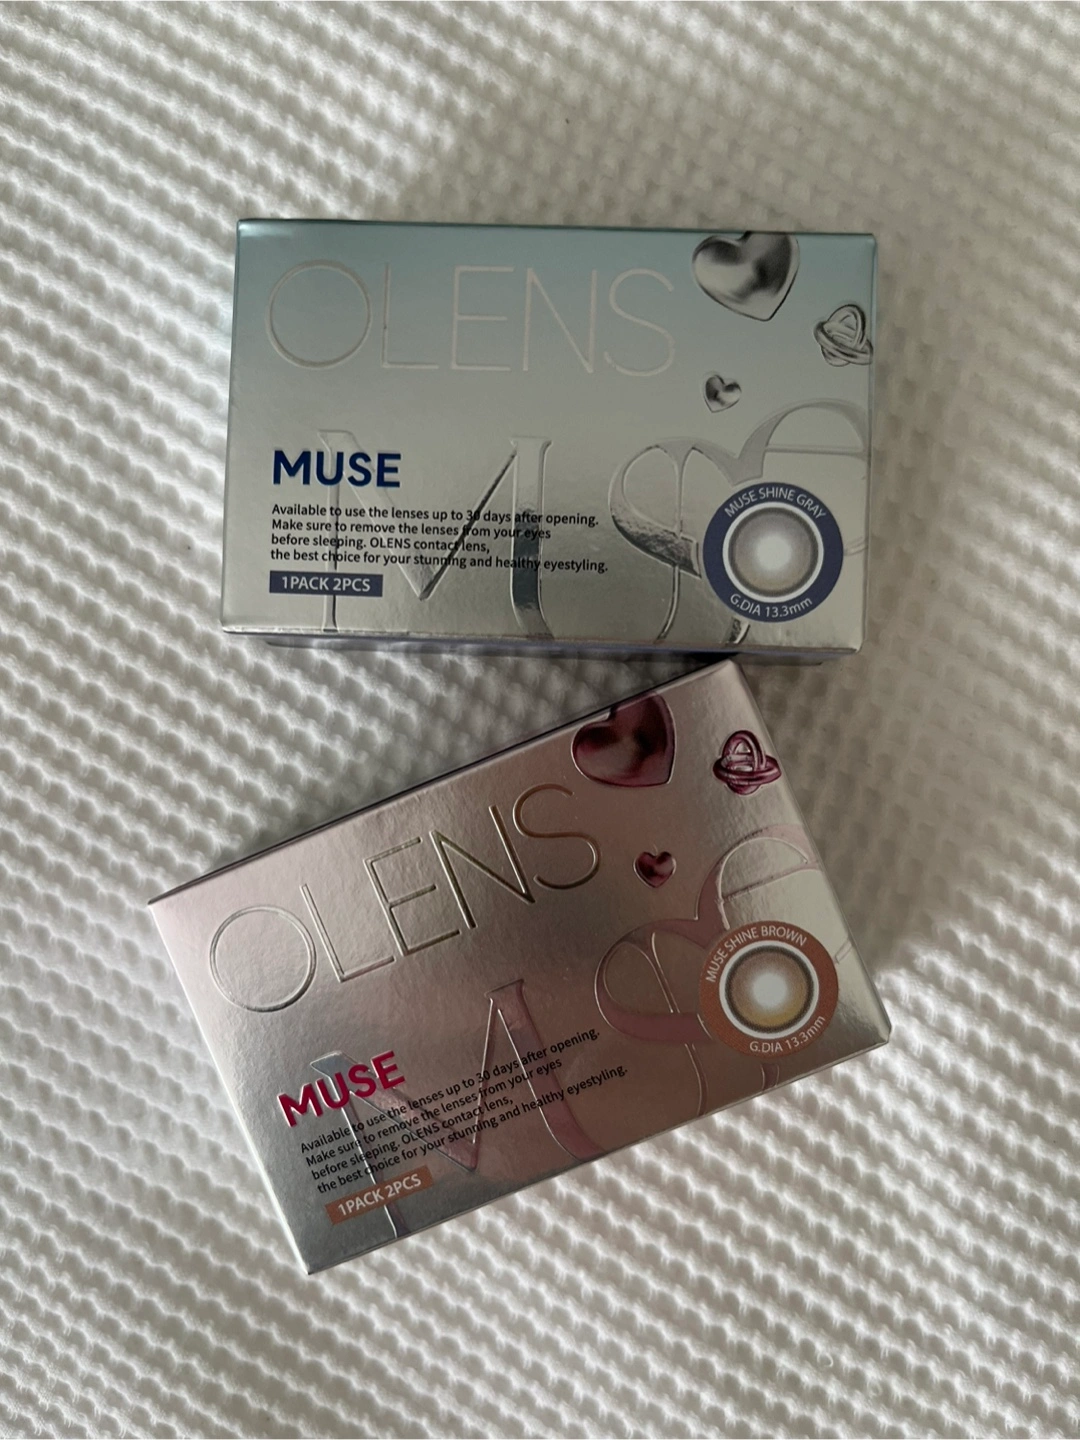 OLENS
MUSE
Available to use the lenses up to 30 days after opening.
Make sure to remove the lenses from your eyes
before sleeping. OLENS contact lens,
the best choice for your stunning and healthy eyestyling.
1PACK 2PCS
MUSE SHINE GRAY
G.DIA 13.3mm
OLENS
MUSE
Available to use the lenses up to 30 days after opening.
Make sure to remove the lenses from your eyes
before sleeping. OLENS contact lens,
the best choice for your stunning and healthy eyestyling.
1PACK 2PCS
MUSE SHINE BROWN
G.DIA 13.3mm